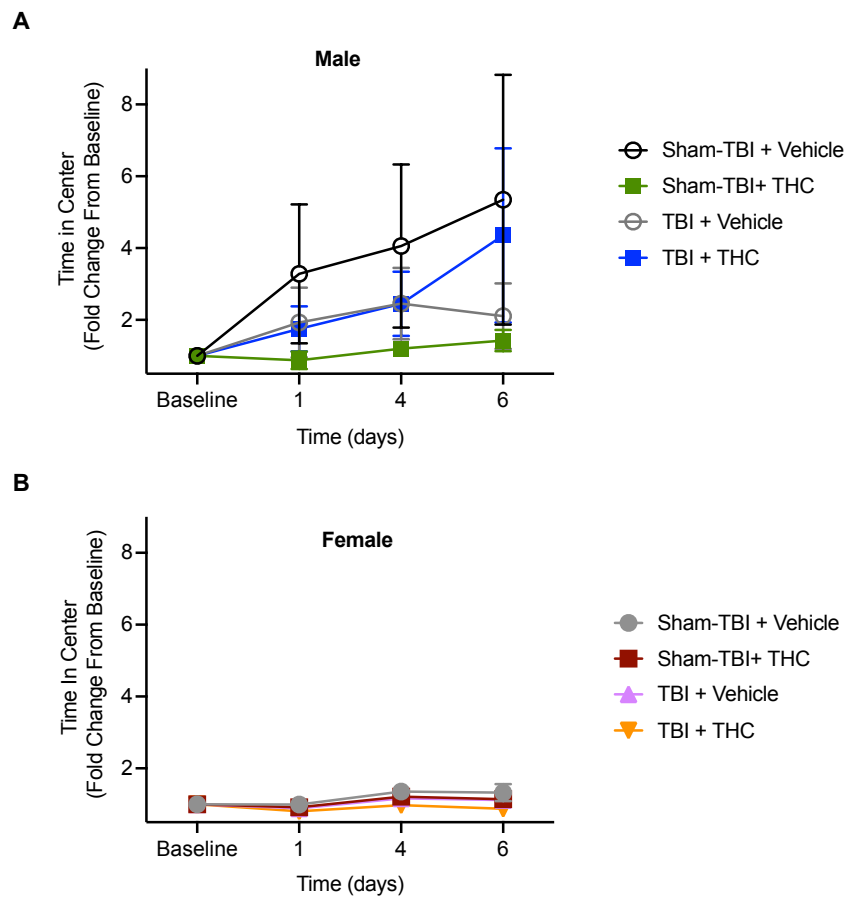 A
Male
Time in Center
(Fold Change From Baseline)
8
6
4
2
Baseline
1
4
6
Time (days)
Sham-TBI + Vehicle
Sham-TBI+ THC
TBI + Vehicle
TBI + THC
B
Female
Time In Center
(Fold Change From Baseline)
8
6
4
2
Baseline
1
4
6
Time (days)
Sham-TBI + Vehicle
Sham-TBI+ THC
TBI + Vehicle
TBI + THC